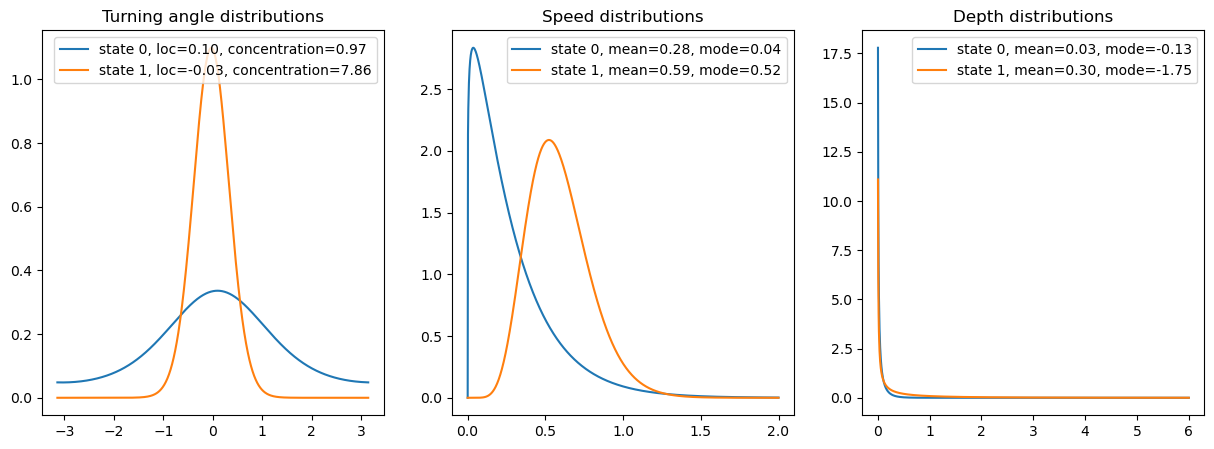 Turning angle distributions
state 0, loc=0.10, concentration=0.97
state 1, loc=-0.03, concentration=7.86
1.0
0.8
0.6
0.4
0.2
0.0
−3 −2 −1 0 1 2 3
Speed distributions
state 0, mean=0.28, mode=0.04
state 1, mean=0.59, mode=0.52
2.5
2.0
1.5
1.0
0.5
0.0
0.0 0.5 1.0 1.5 2.0
Depth distributions
state 0, mean=0.03, mode=-0.13
state 1, mean=0.30, mode=-1.75
17.5
15.0
12.5
10.0
7.5
5.0
2.5
0.0
0 1 2 3 4 5 6